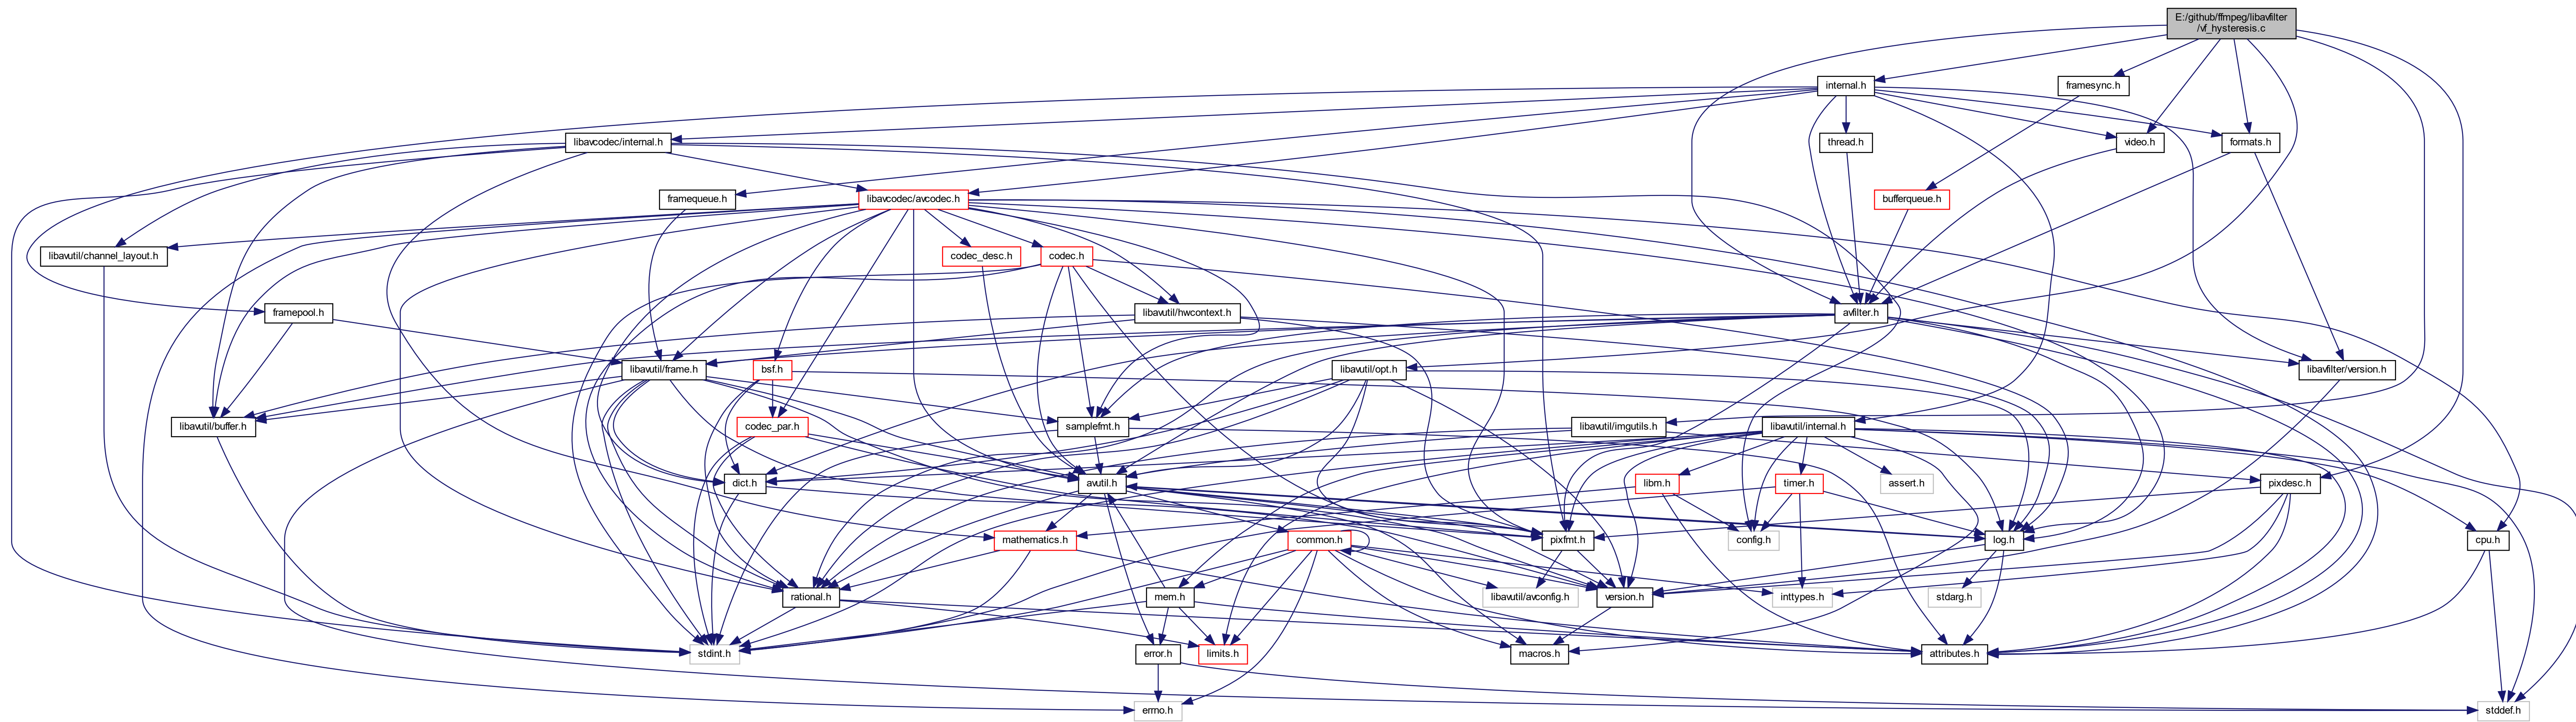 E:/github/ffmpeg/libavfilter
/vf_hysteresis.c
internal.h
framesync.h
libavcodec/internal.h
thread.h
video.h
formats.h
framequeue.h
libavcodec/avcodec.h
bufferqueue.h
libavutil/channel_layout.h
codec_desc.h
codec.h
framepool.h
libavutil/hwcontext.h
avfilter.h
libavutil/frame.h
bsf.h
libavutil/opt.h
libavfilter/version.h
libavutil/buffer.h
codec_par.h
samplefmt.h
libavutil/imgutils.h
libavutil/internal.h
dict.h
avutil.h
libm.h
timer.h
assert.h
pixdesc.h
mathematics.h
common.h
pixfmt.h
config.h
log.h
cpu.h
rational.h
mem.h
libavutil/avconfig.h
version.h
inttypes.h
stdarg.h
stdint.h
error.h
limits.h
macros.h
attributes.h
errno.h
stddef.h